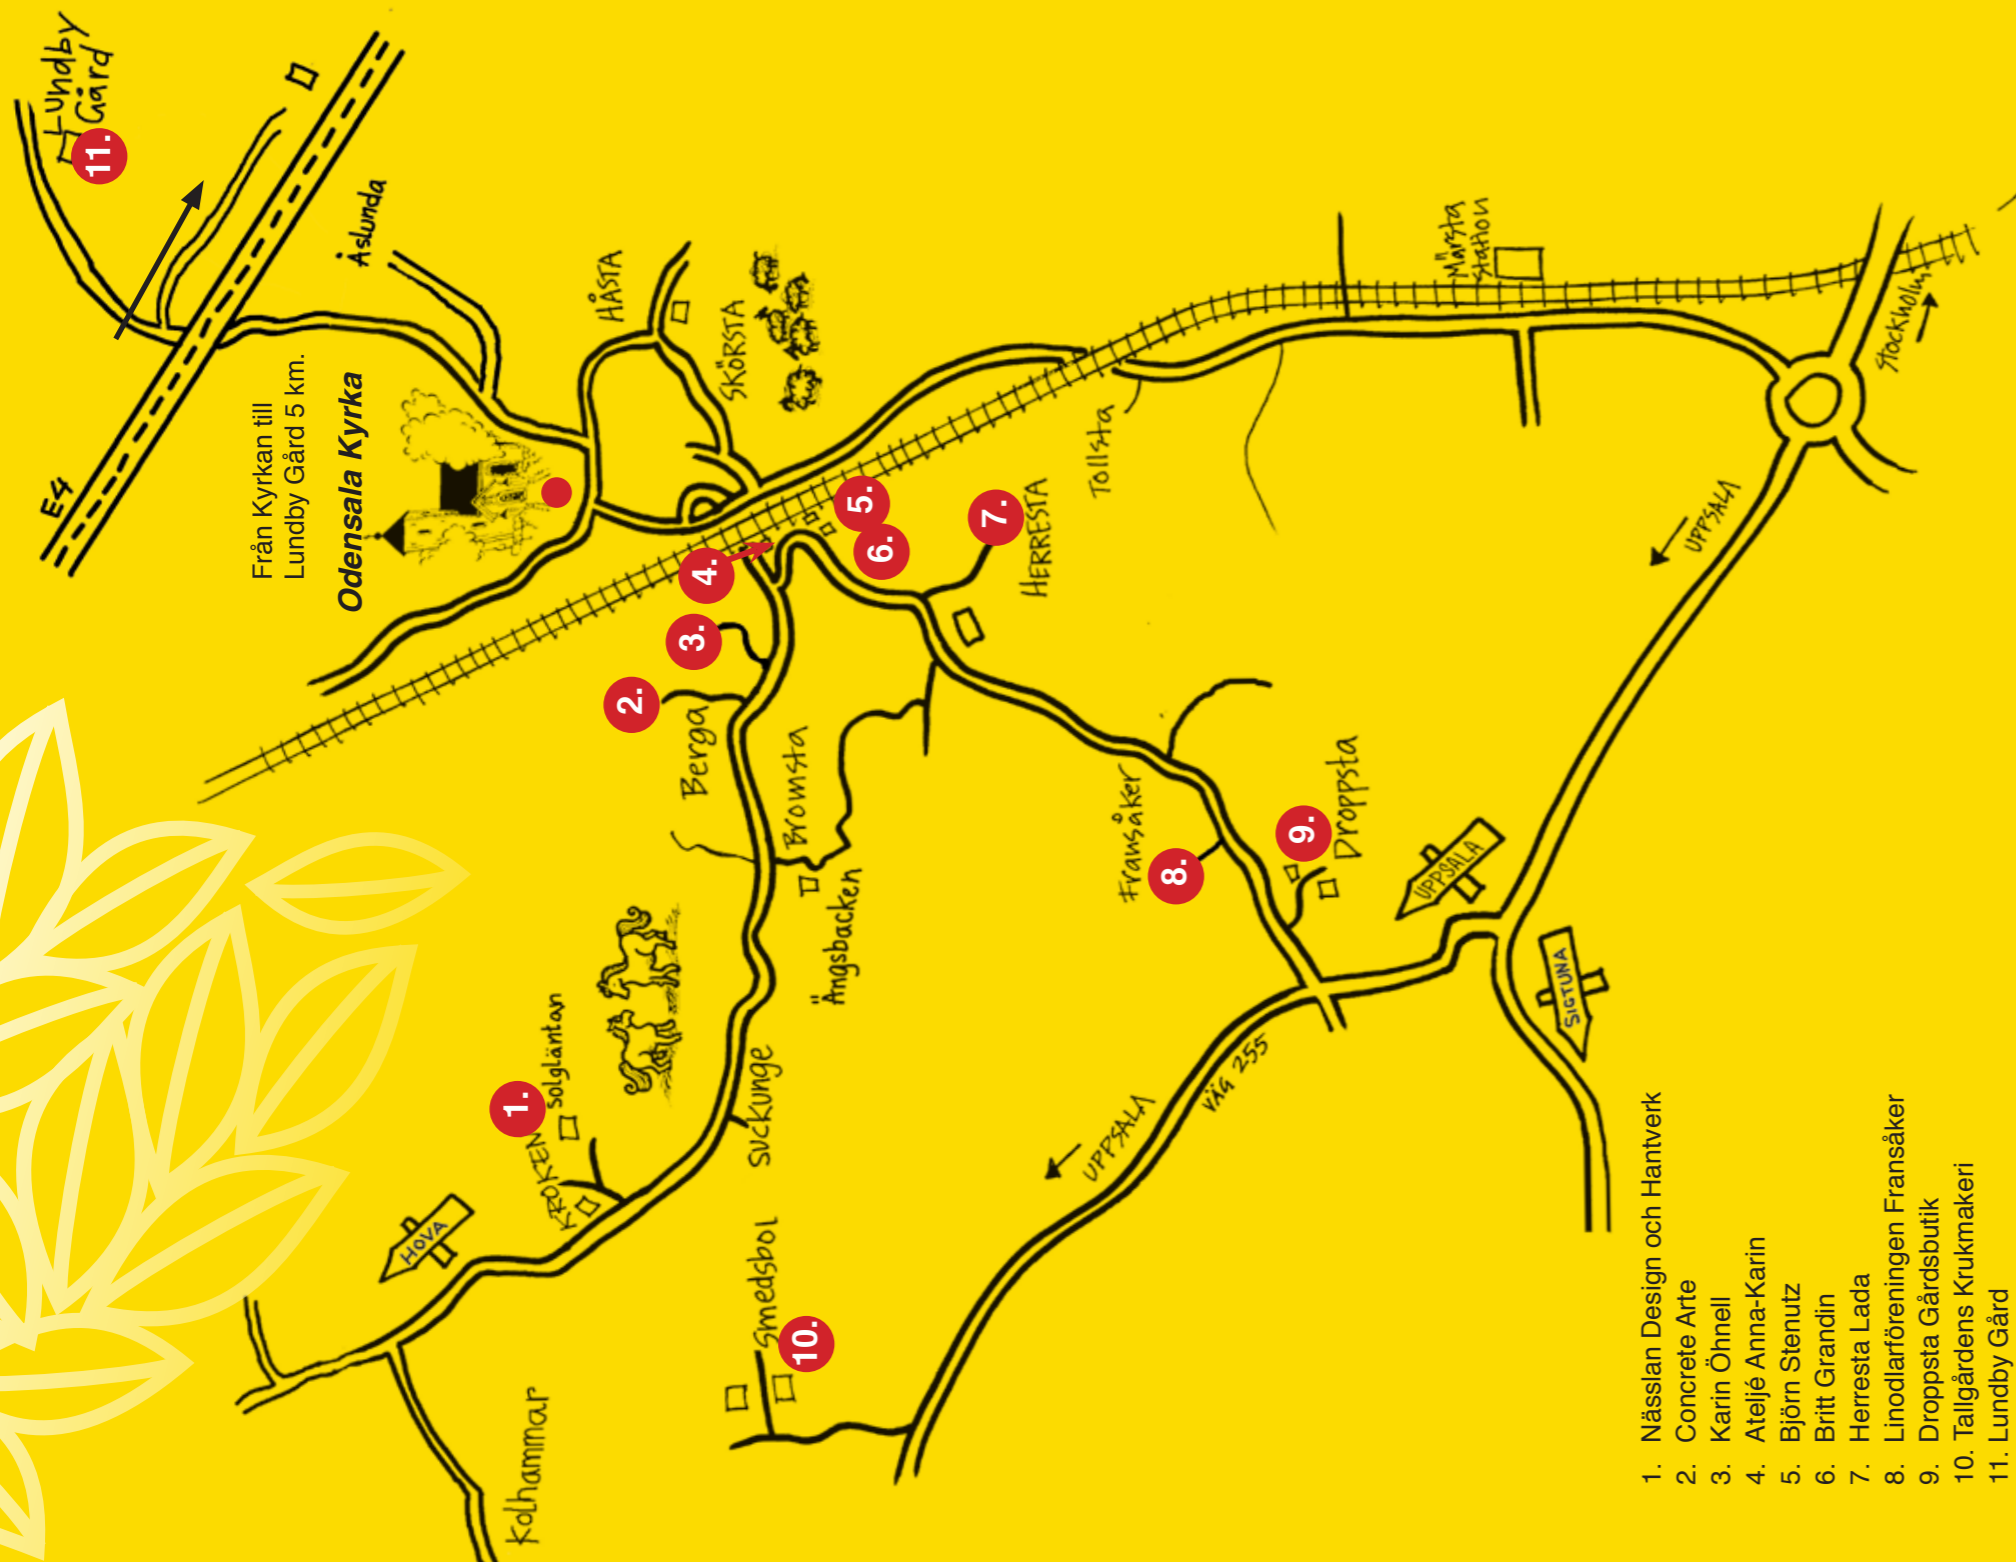 Lundby
Gård
11.
E4
Från Kyrkan till
Lundby Gård 5 km.
Odensala Kyrka
Åslunda
HÅSTA
SKÖRSTA
HOVA
KROKEN
1.
Solgläntan
2.
3.
4.
5.
6.
7.
HERRESTA
Berga
Bromsta
Ängsbacken
Suckunge
Kolhammar
Smedsbol
10.
Tollsta
Märsta
Station
Fransåker
8.
9.
Droppsta
UPPSALA
VÄG 255
UPPSALA
SIGTUNA
UPPSALA
Stockholm
1. Nässlan Design och Hantverk
2. Concrete Arte
3. Karin Öhnell
4. Ateljé Anna-Karin
5. Björn Stenutz
6. Britt Grandin
7. Herresta Lada
8. Linodlarföreningen Fransåker
9. Droppsta Gårdsbutik
10. Tallgårdens Krukmakeri
11. Lundby Gård